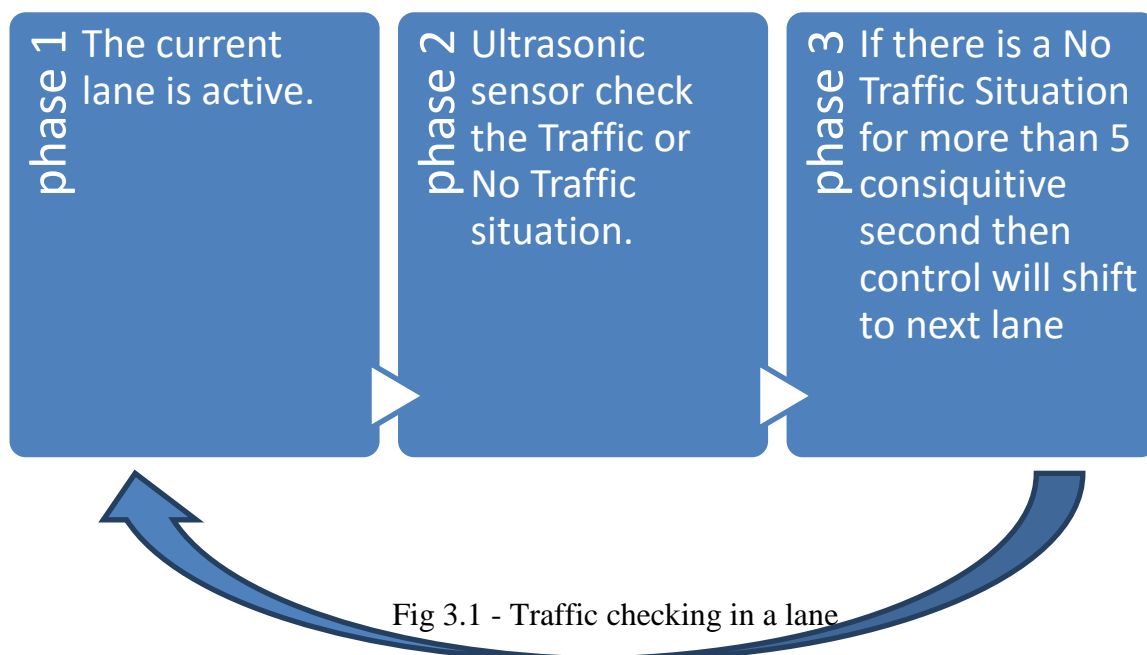 phase 1
The current
lane is active.
phase 2
Ultrasonic
sensor check
the Traffic or
No Traffic
situation.
phase 3
If there is a No
Traffic Situation
for more than 5
consiquitive
second then
control will shift
to next lane
Fig 3.1 - Traffic checking in a lane